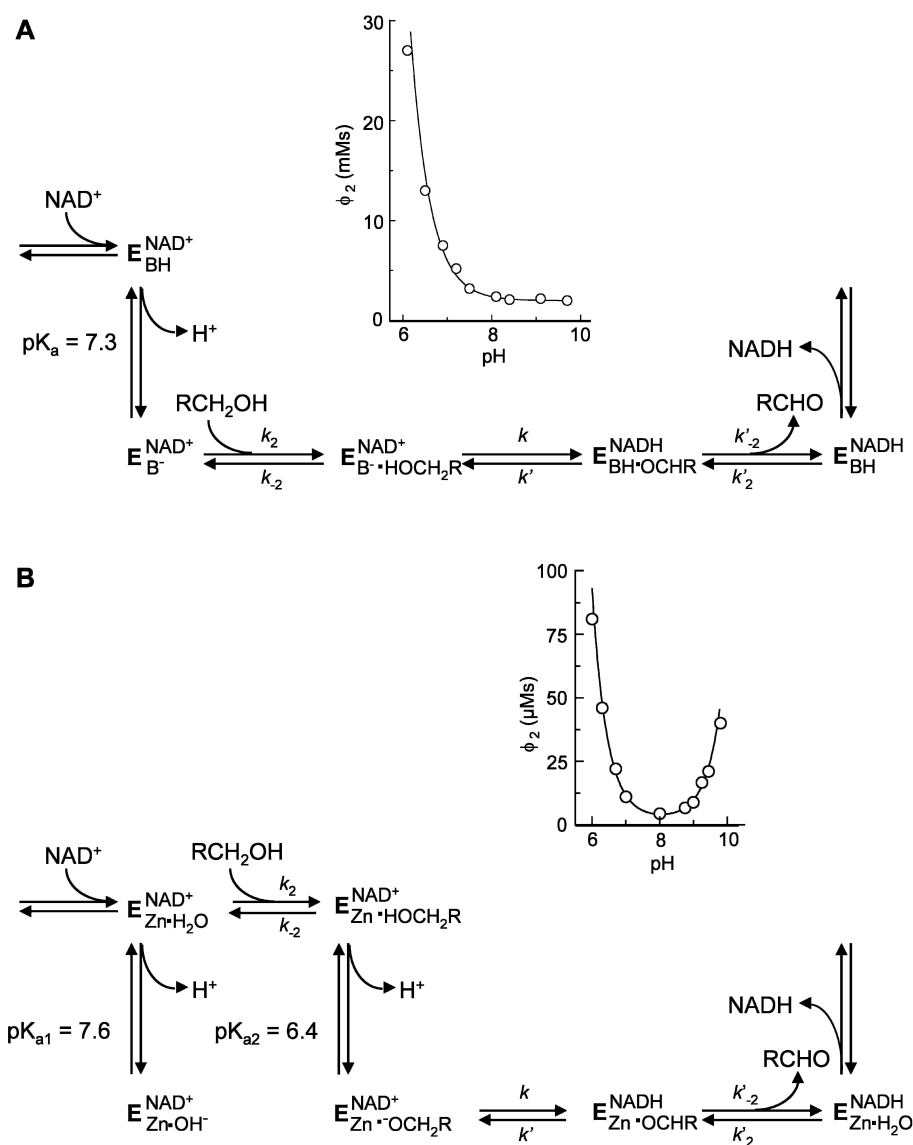 A
30
20
10
0
ϕ2 (mMs)
6
8
10
pH
NAD+
E NAD+ BH
H+
pKa = 7.3
NADH
RCH2OH
RCHO
E NAD+ B-
k2
k-2
E NAD+ B-·HOCH2R
k
k'
E NADH BH·OCHR
k'-2
k'2
E NADH BH
B
100
75
50
25
0
ϕ2 (µMs)
6
8
10
pH
NAD+
RCH2OH
E NAD+ Zn·H2O
k2
k-2
E NAD+ Zn·HOCH2R
H+
H+
NADH
pKa1 = 7.6
pKa2 = 6.4
RCHO
E NAD+ Zn·OH-
E NAD+ Zn·-OCH2R
k
k'
E NADH Zn·OCHR
k'-2
k'2
E NADH Zn·H2O